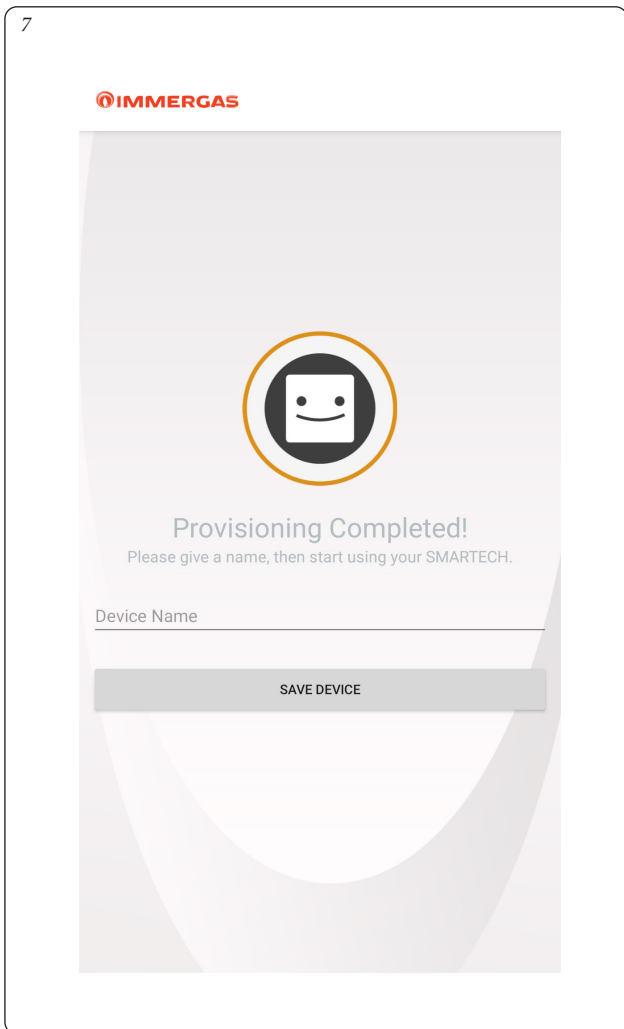 7
IMMERGAS
Provisioning Completed!
Please give a name, then start using your SMARTECH.
Device Name
SAVE DEVICE